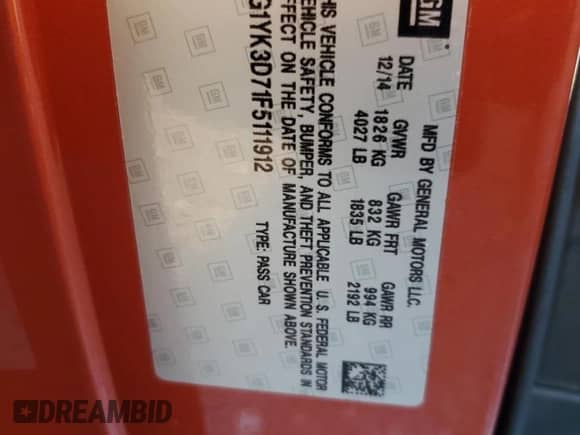 GM
MFD BY GENERAL MOTORS LLC.
DATE GVWR GAWR FRT GAWR RR
12/14 1826 KG 832 KG 994 KG
4027 LB 1835 LB 2192 LB
THIS VEHICLE CONFORMS TO ALL APPLICABLE U. S. FEDERAL MOTOR
VEHICLE SAFETY, BUMPER, AND THEFT PREVENTION STANDARDS IN
EFFECT ON THE DATE OF MANUFACTURE SHOWN ABOVE.
G1YK3D71F5111912 TYPE: PASS CAR
DREAMBID